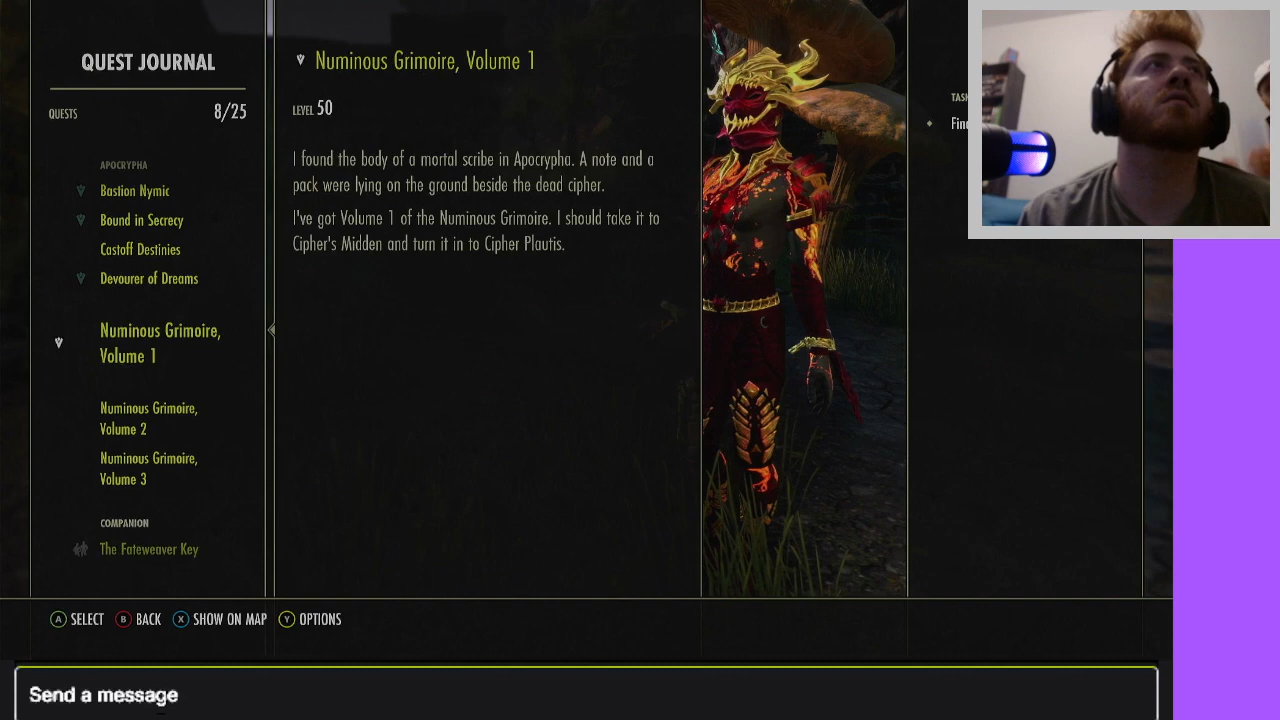 QUEST JOURNAL
QUESTS 8/25
APOCRYPHA
Bastion Nymic
Bound in Secrecy
Castoff Destinies
Devourer of Dreams
Numinous Grimoire,
Volume 1
Numinous Grimoire,
Volume 2
Numinous Grimoire,
Volume 3
COMPANION
The Fateweaver Key
Numinous Grimoire, Volume 1
LEVEL 50
I found the body of a mortal scribe in Apocrypha. A note and a
pack were lying on the ground beside the dead cipher.
I've got Volume 1 of the Numinous Grimoire. I should take it to
Cipher's Midden and turn it in to Cipher Plautis.
TASK
Find
A SELECT B BACK X SHOW ON MAP Y OPTIONS
Send a message